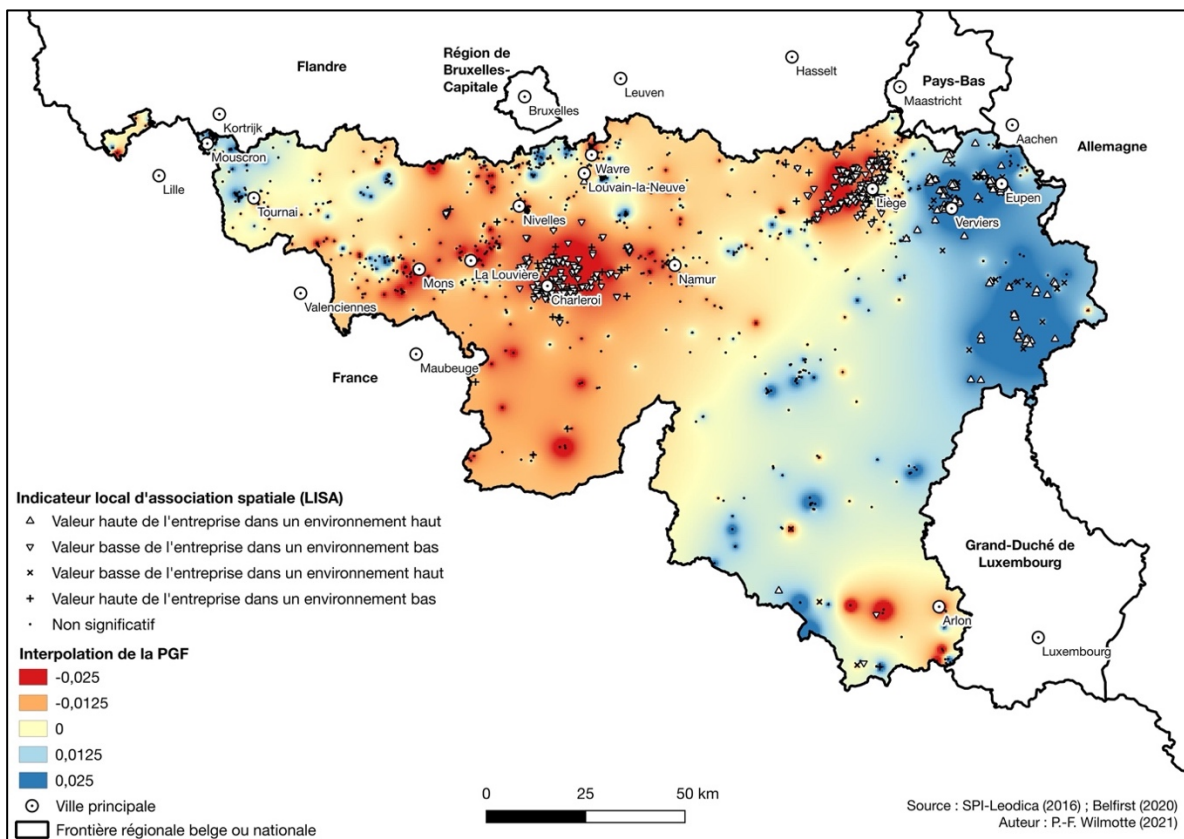 Flandre
Région de
Bruxelles-
Capitale
Bruxelles
Leuven
Hasselt
Pays-Bas
Maastricht
Aachen
Allemagne
Kortrijk
Mouscron
Lille
Tournai
Wavre
Louvain-la-Neuve
Nivelles
Liège
Eupen
Verviers
Mons
La Louvière
Charleroi
Namur
Valenciennes
Maubeuge
France
Grand-Duché de
Luxembourg
Arlon
Luxembourg
Indicateur local d'association spatiale (LISA)
Valeur haute de l'entreprise dans un environnement haut
Valeur basse de l'entreprise dans un environnement bas
Valeur basse de l'entreprise dans un environnement haut
Valeur haute de l'entreprise dans un environnement bas
Non significatif
Interpolation de la PGF
-0,025
-0,0125
0
0,0125
0,025
Ville principale
Frontière régionale belge ou nationale
0 25 50 km
Source : SPI-Leodica (2016) ; Belfirst (2020)
Auteur : P.-F. Wilmotte (2021)